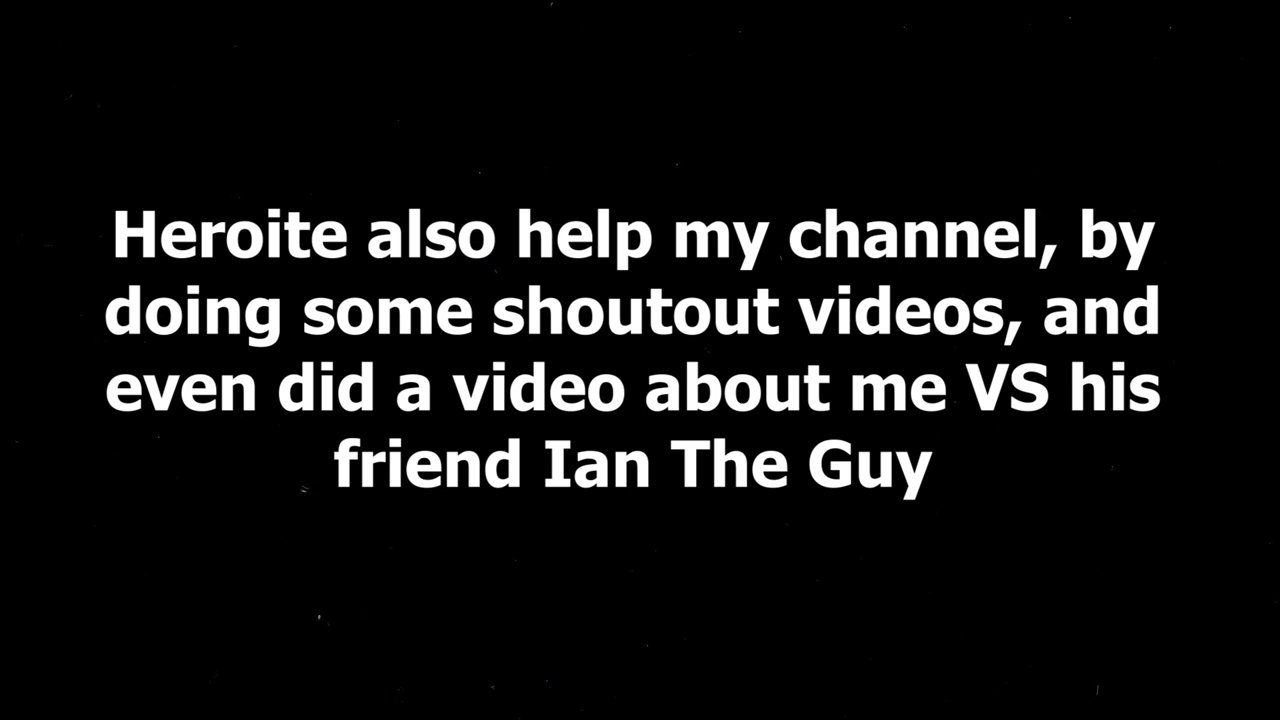 Heroite also help my channel, by
doing some shoutout videos, and
even did a video about me VS his
friend Ian The Guy